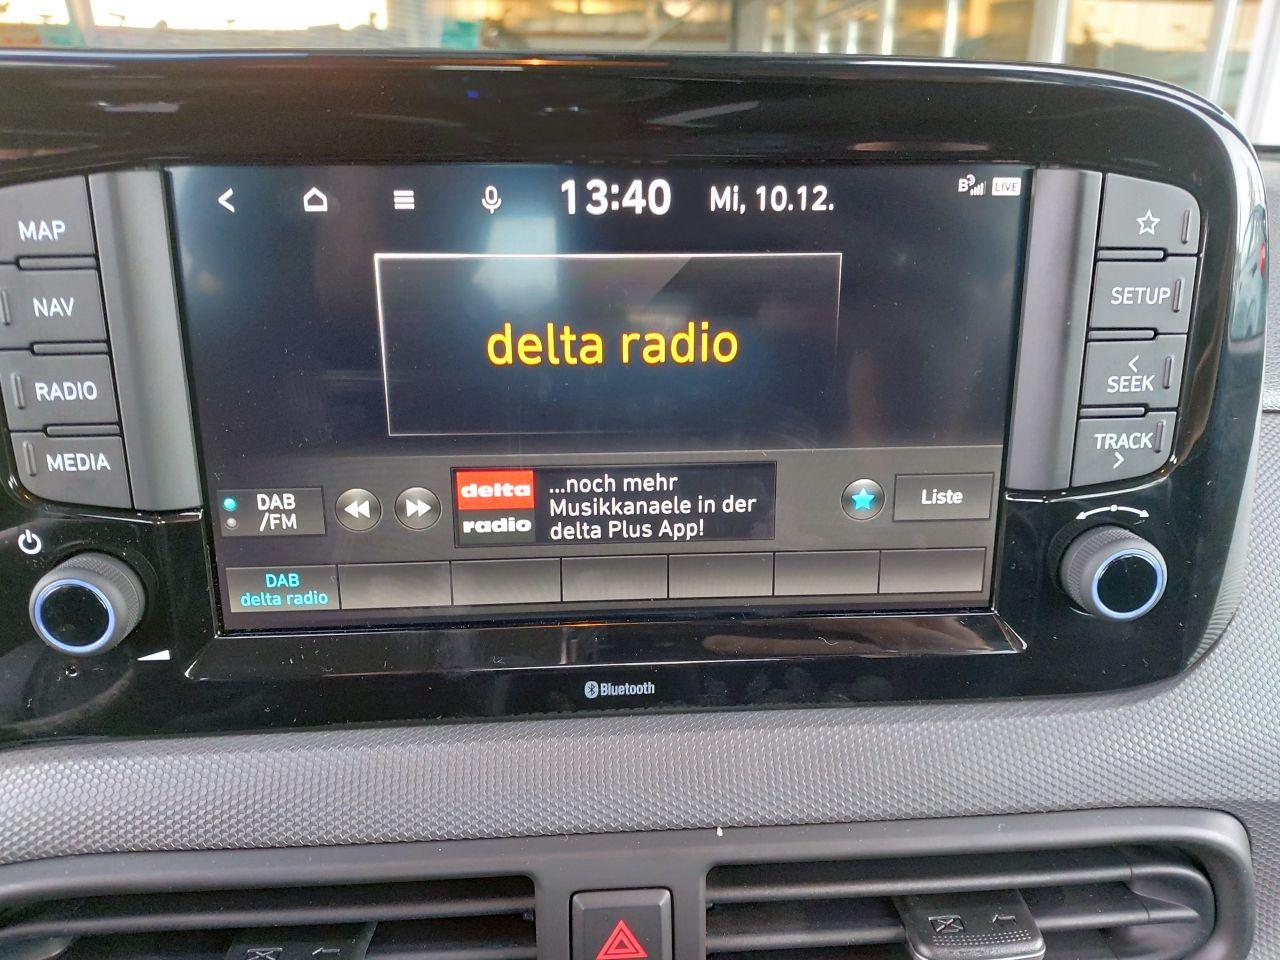 13:40 Mi, 10.12. B LIVE
MAP
NAV
RADIO
MEDIA
delta radio
SETUP
SEEK
TRACK
DAB
/FM
delta
radio
...noch mehr
Musikkanaele in der
delta Plus App!
Liste
DAB
delta radio
Bluetooth